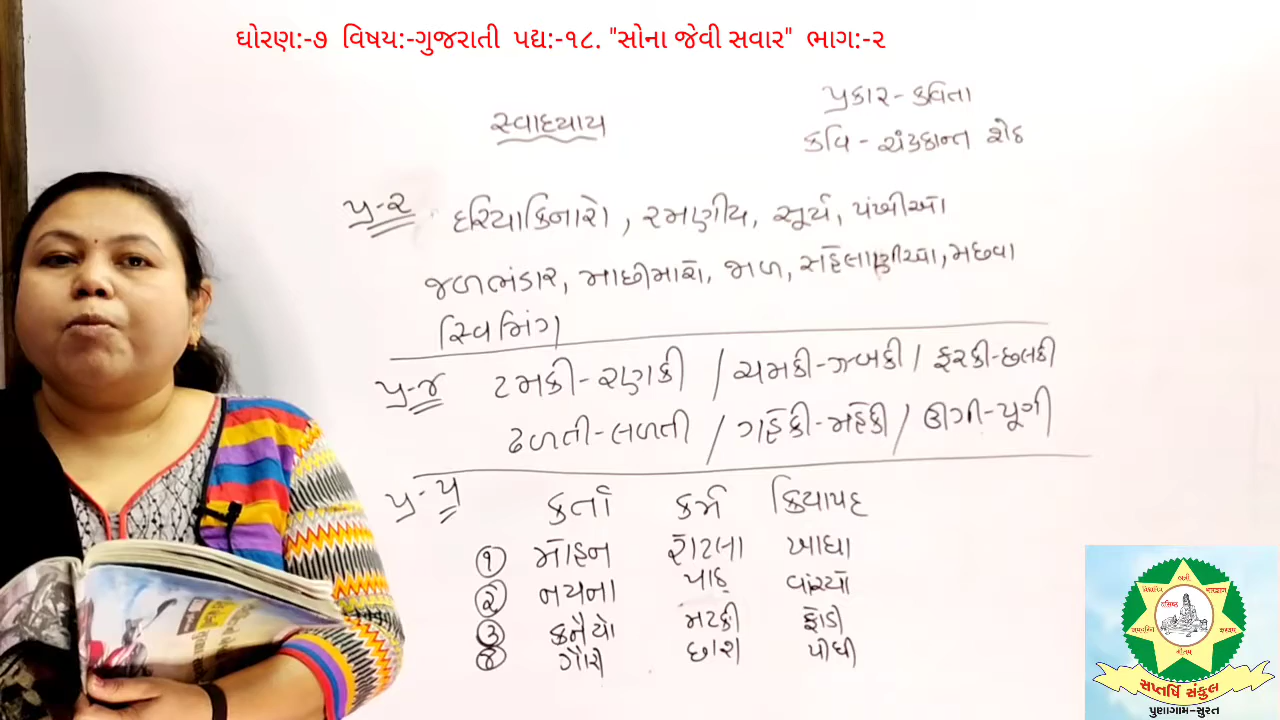 ધોરણ:-૭ વિષય:-ગુજરાતી પદ્ય:-૧૮. "સોના જેવી સવાર" ભાગ:-૨
પ્રકાર - કવિતા
સ્વાધ્યાય
કવિ - ચંદ્રકાન્ત શેઠ
પ્ર-૨ દરિયાકિનારો, રમણીય, સૂર્ય, પંખીઓ
જળભંડાર, માછીમારો, જાળ, સહેલાણીઓ, મછવા
સ્વિમિંગ
પ્ર-૪ ટમકી-રણકી / ચમકી-ઝબકી / ફરકી-છલકી
ઢળતી-લળતી / ગહેકી-મહેકી / ઊગી-પૂગી
પ્ર-૫ કર્તા કર્મ ક્રિયાપદ
૧ મોહન રોટલા ખાધા
૨ નયના પાઠ વાંચ્યો
૩ કનૈયો મટકી ફોડી
૪ ગૌરી છાશ પીધી
સપ્તર્ષિ સંકુલ
પુણાગામ-સુરત